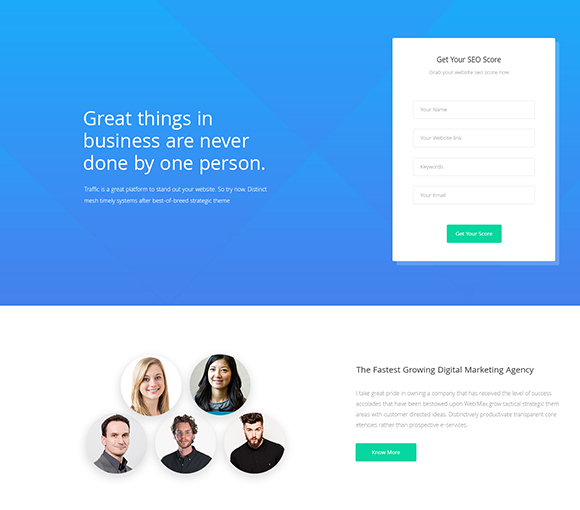 Great things in
business are never
done by one person.
Traffic is a great platform to stand out your website. So try now. Distinct
mesh timely systems after best-of-breed strategic theme
Get Your SEO Score
Grab your website seo score now
Your Name
Your Website link
Keywords
Your Email
Get Your Score
The Fastest Growing Digital Marketing Agency
I take great pride in owning a company that has received the level of success
accolades that have been bestowed upon WebMax.grow tactical strategic them
areas with customer directed ideas. Distinctively productivate transparent core
etencies rather than prospective e-services.
Know More